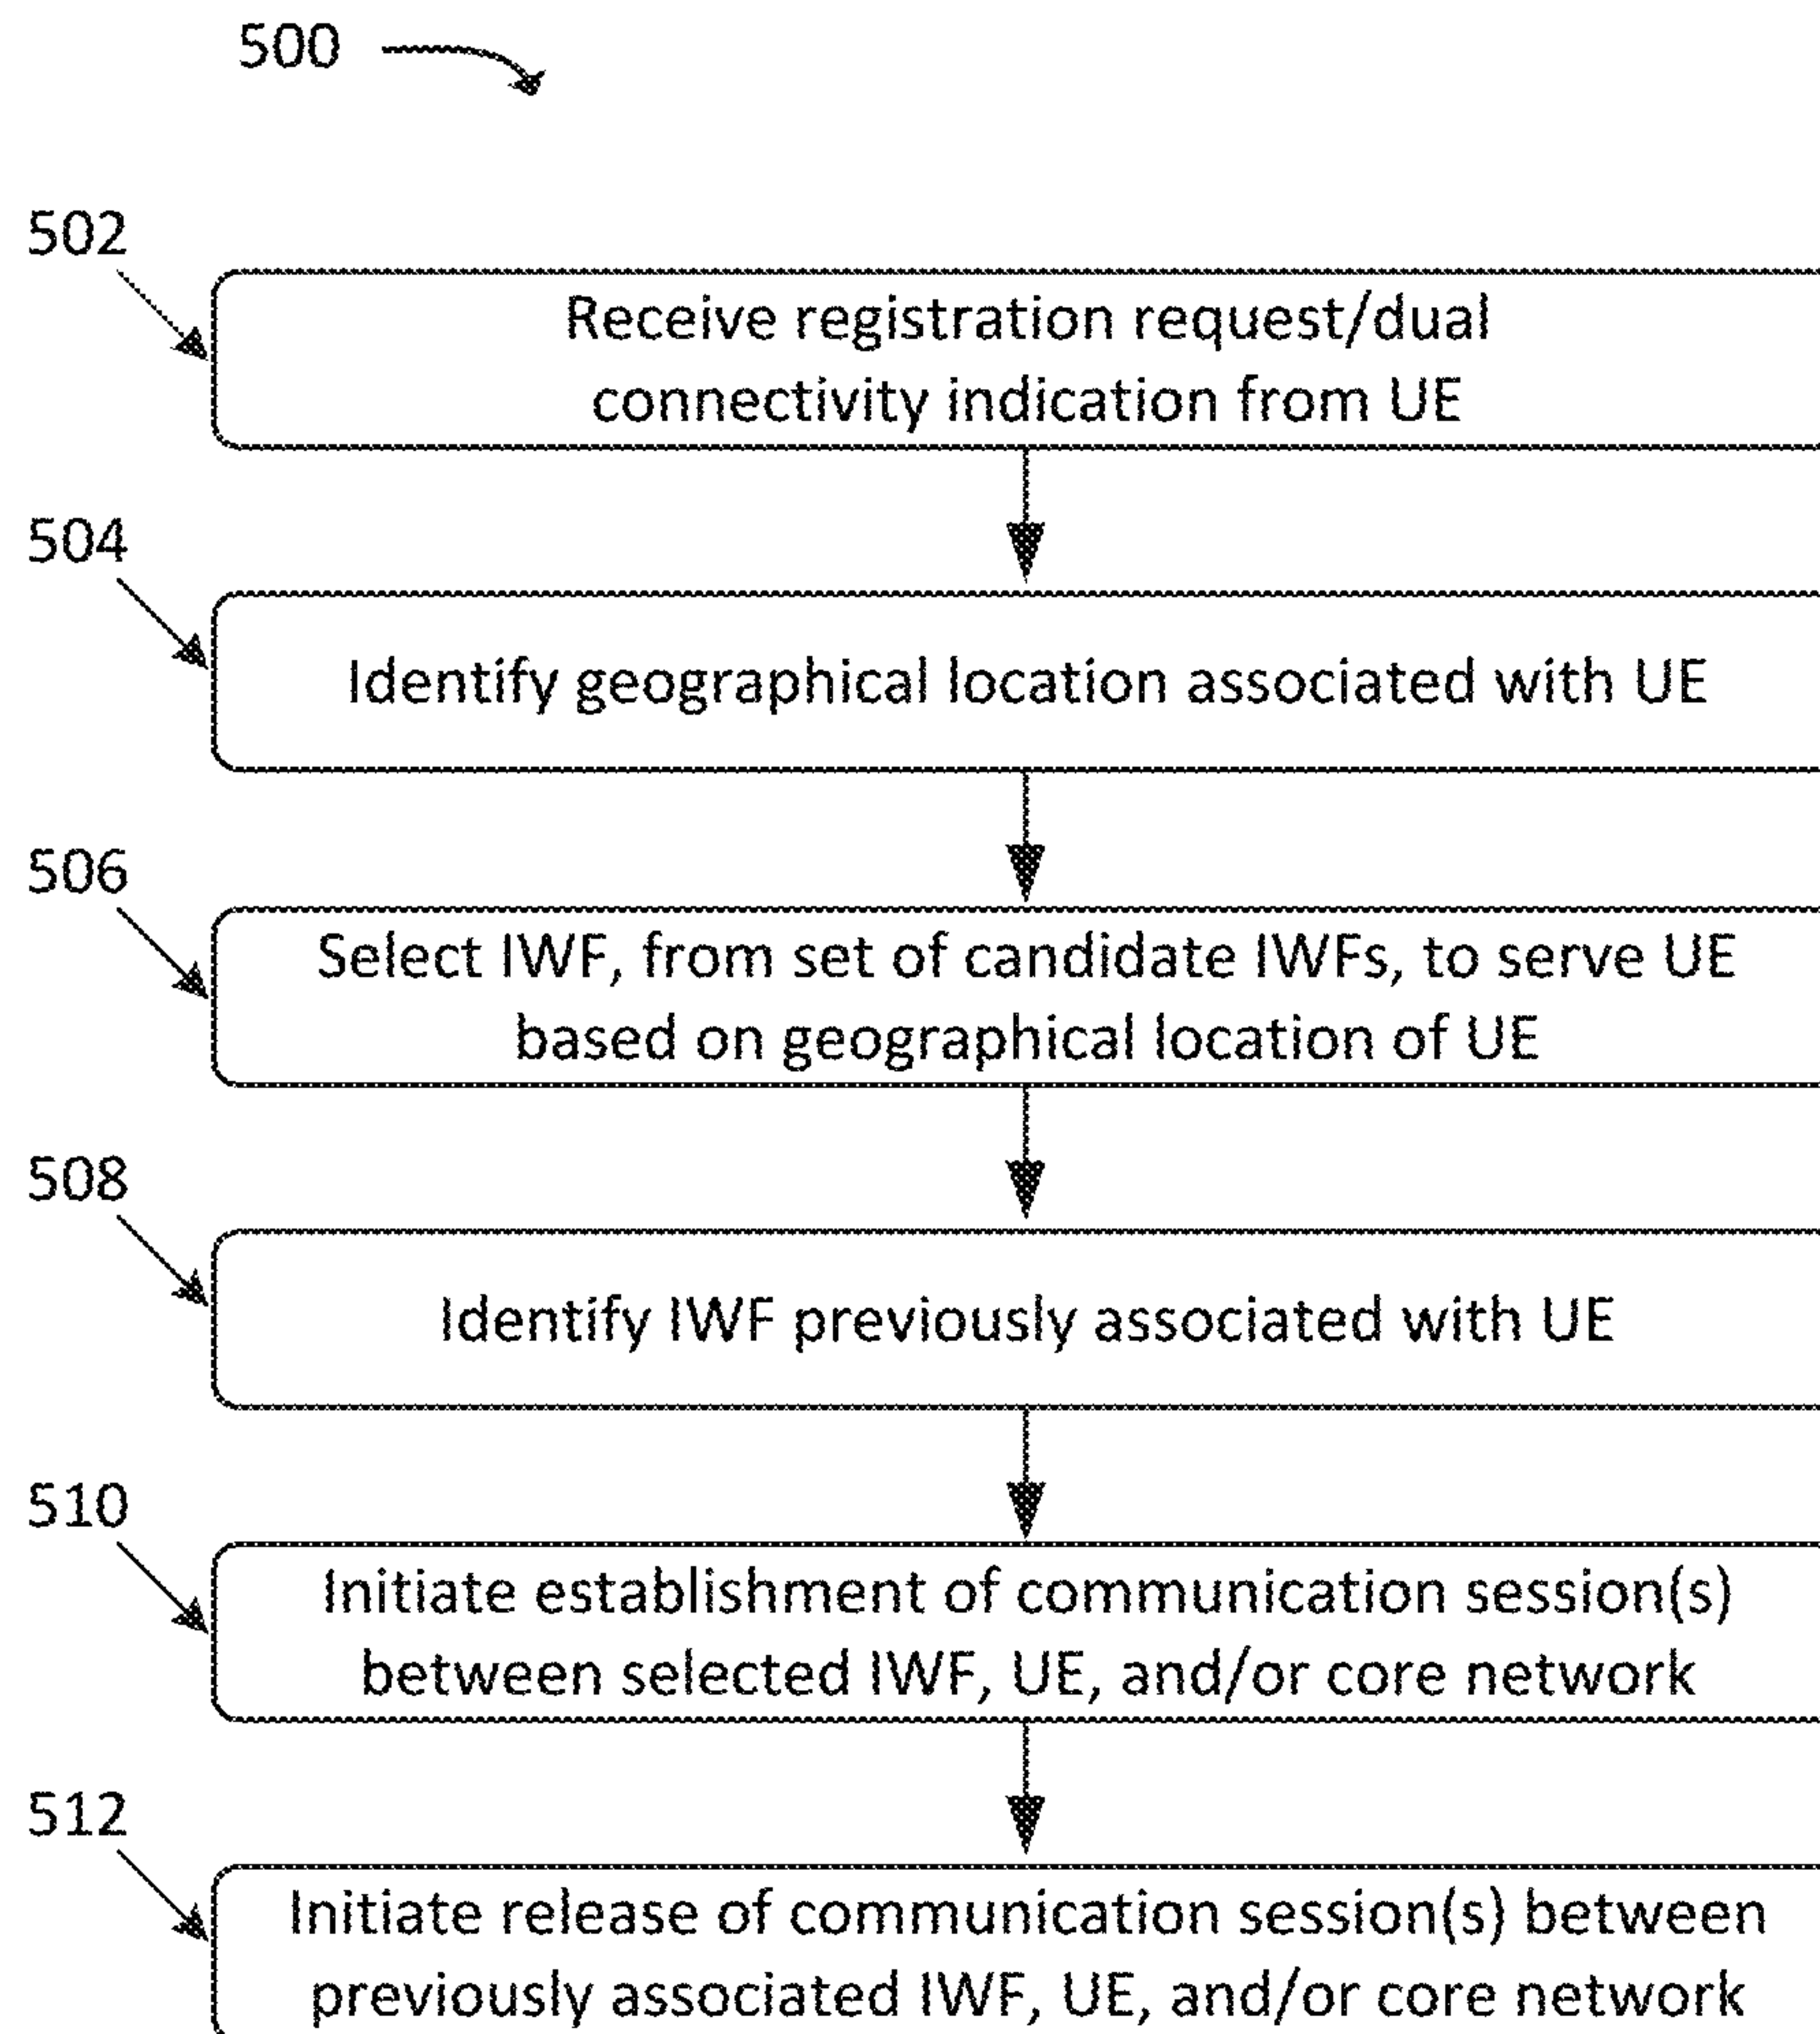 500
502
Receive registration request/dual
connectivity indication from UE
504
Identify geographical location associated with UE
506
Select IWF, from set of candidate IWFs, to serve UE
based on geographical location of UE
508
Identify IWF previously associated with UE
510
Initiate establishment of communication session(s)
between selected IWF, UE, and/or core network
512
Initiate release of communication session(s) between
previously associated IWF, UE, and/or core network